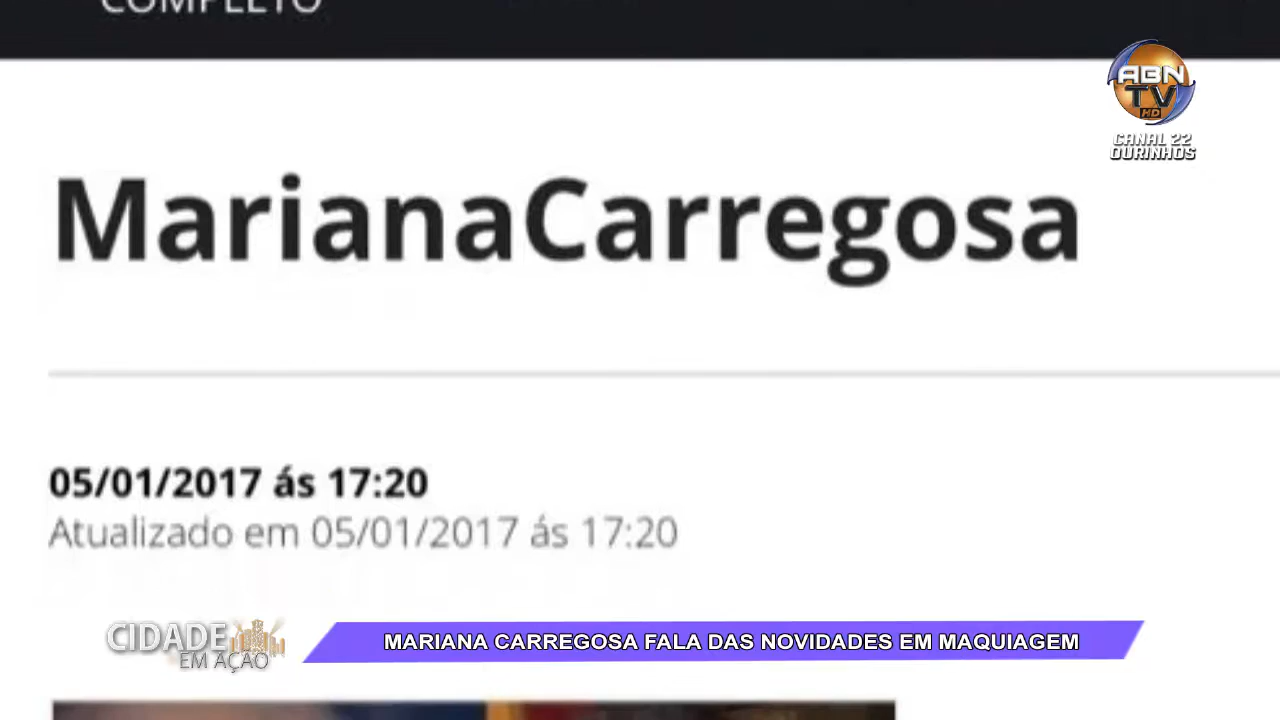 COMPLETO
ABN
TV
HD
CANAL 22
OURINHOS
MarianaCarregosa
05/01/2017 ás 17:20
Atualizado em 05/01/2017 ás 17:20
CIDADE
EM AÇÃO
MARIANA CARREGOSA FALA DAS NOVIDADES EM MAQUIAGEM